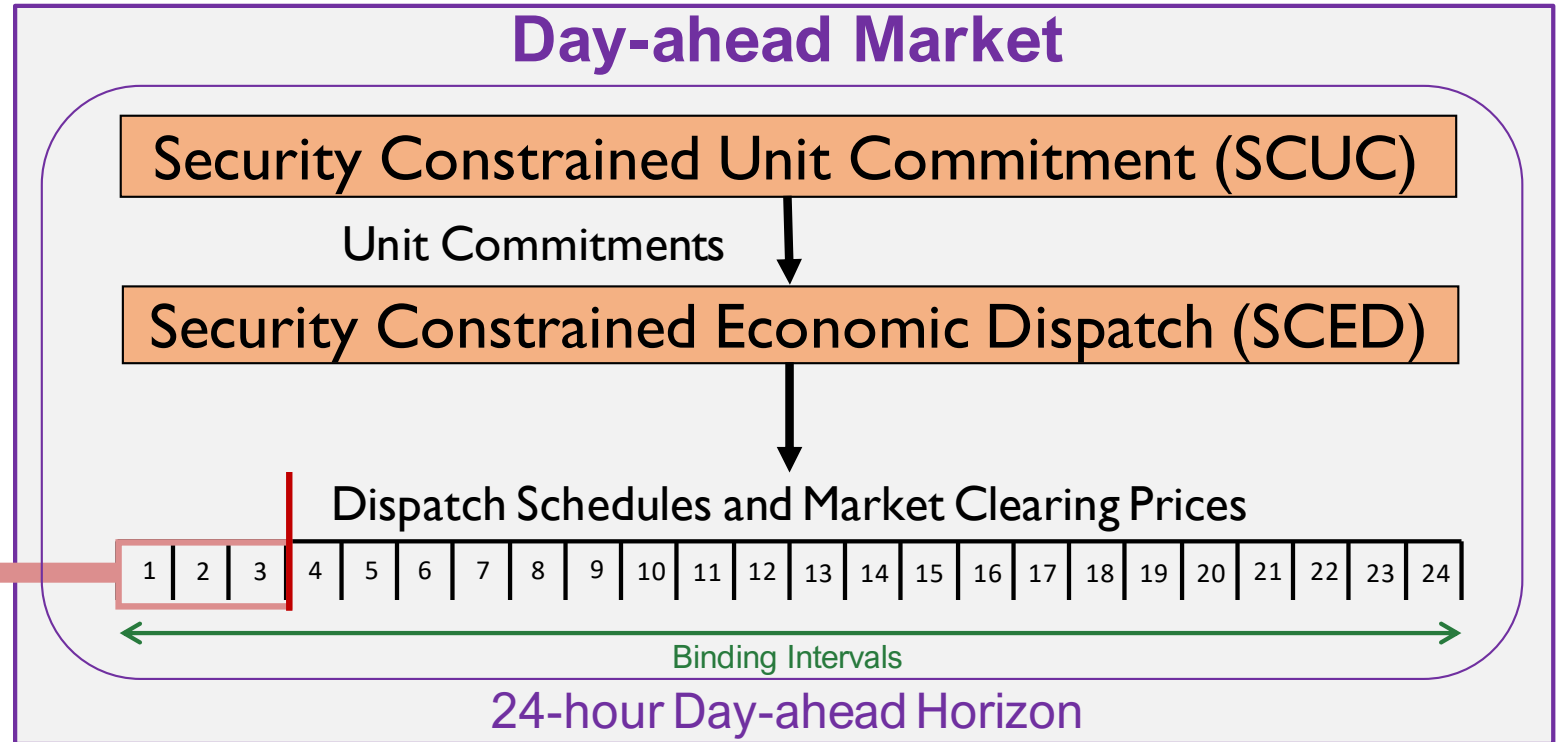 Day-ahead Market
Security Constrained Unit Commitment (SCUC)
Unit Commitments
Security Constrained Economic Dispatch (SCED)
Dispatch Schedules and Market Clearing Prices
1 2 3 4 5 6 7 8 9 10 11 12 13 14 15 16 17 18 19 20 21 22 23 24
Binding Intervals
24-hour Day-ahead Horizon